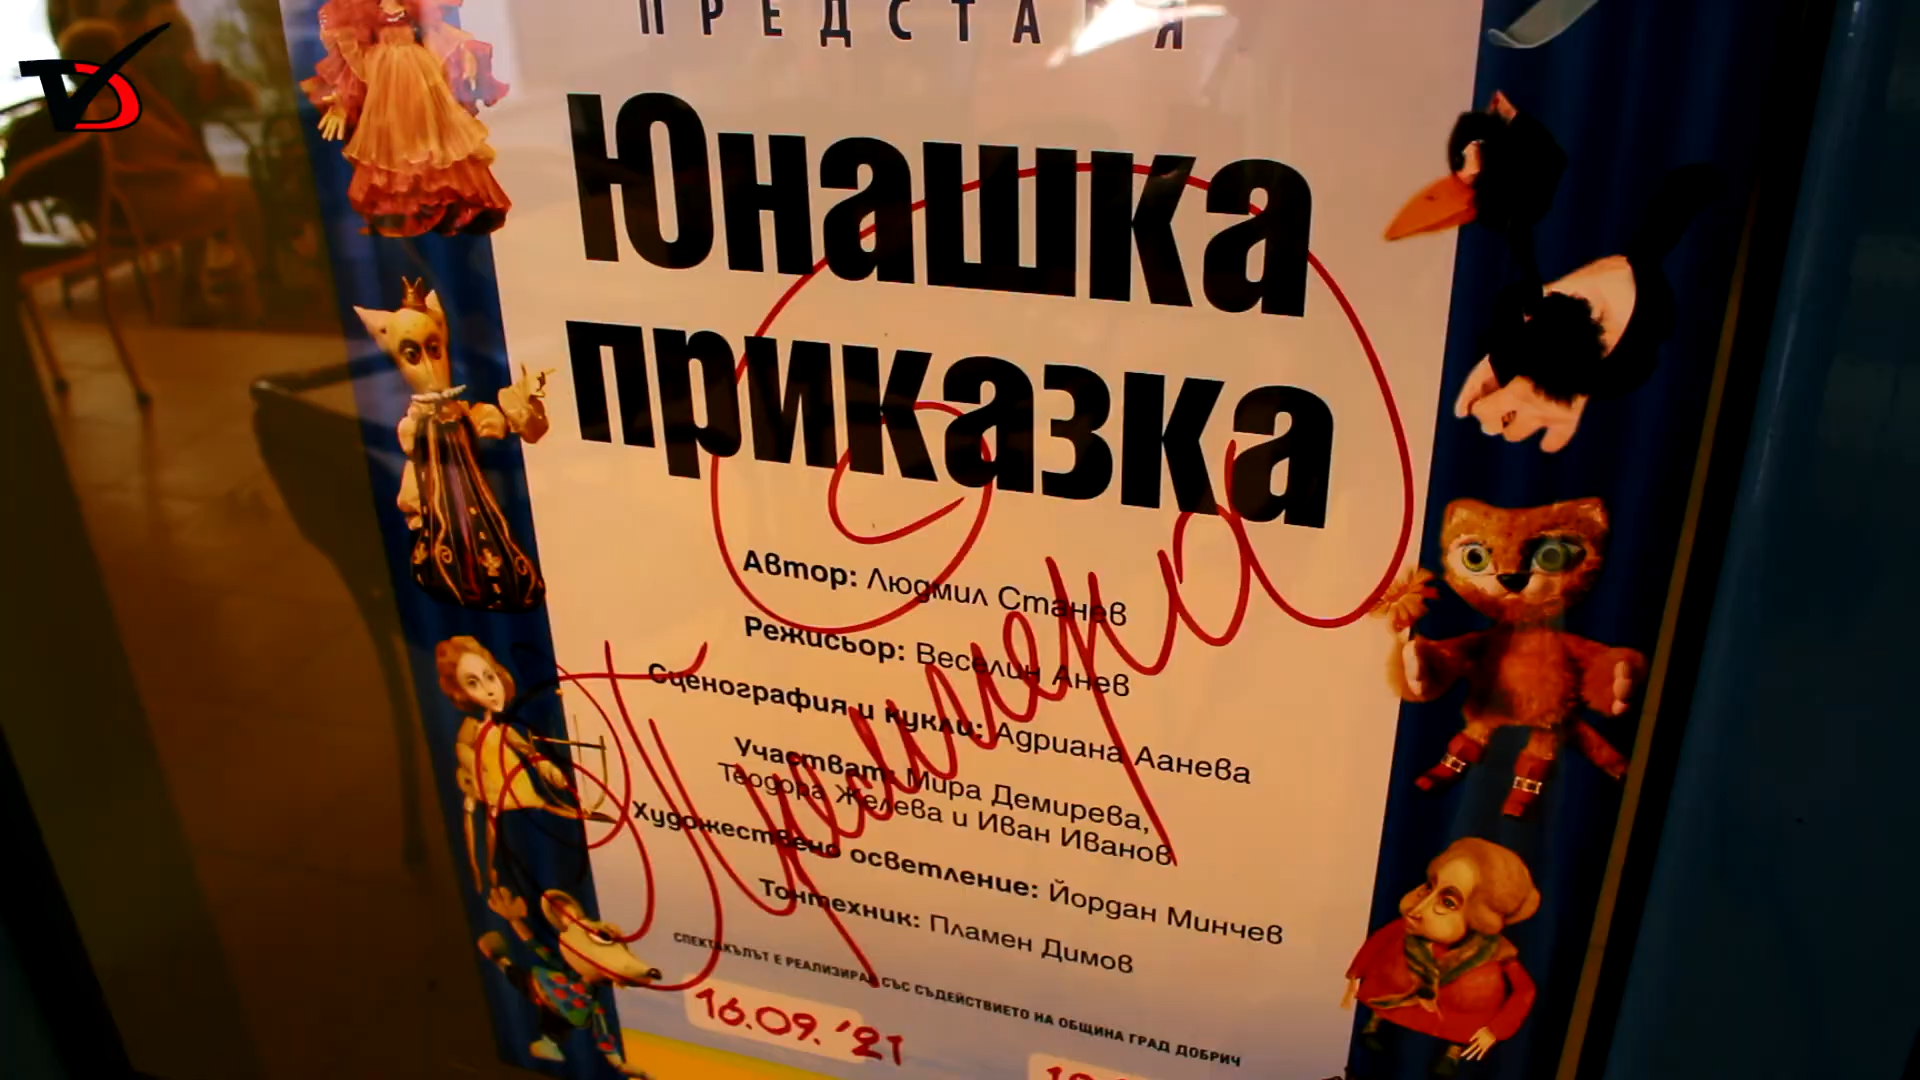 ПРЕДСТАВЯ
Юнашка
приказка
Автор: Людмил Станев
Режисьор: Веселин Анев
Сценография и кукли: Адриана Аанева
Участват: Мира Демирева,
Теодора Желева и Иван Иванов
Художествено осветление: Йордан Минчев
Тонтехник: Пламен Димов
СПЕКТАКЪЛЪТ Е РЕАЛИЗИРАН СЪС СЪДЕЙСТВИЕТО НА ОБЩИНА ГРАД ДОБРИЧ
Премиера
16.09.'21